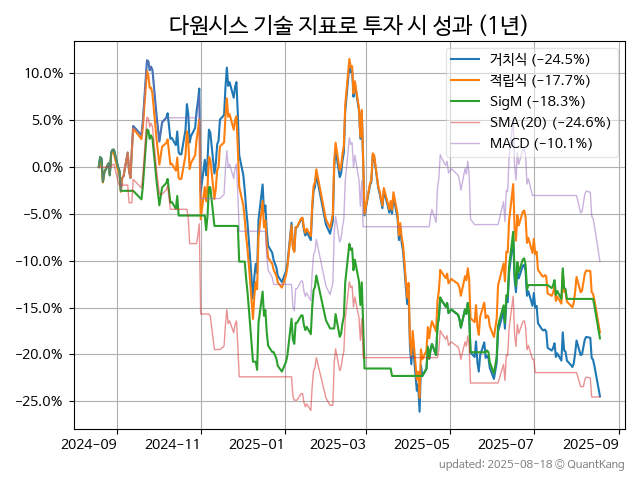 다원시스 기술 지표로 투자 시 성과 (1년)
거치식 (−24.5%)
적립식 (−17.7%)
SigM (−18.3%)
SMA(20) (−24.6%)
MACD (−10.1%)
10.0%
5.0%
0.0%
−5.0%
−10.0%
−15.0%
−20.0%
−25.0%
2024-09 2024-11 2025-01 2025-03 2025-05 2025-07 2025-09
updated: 2025-08-18 © QuantKang